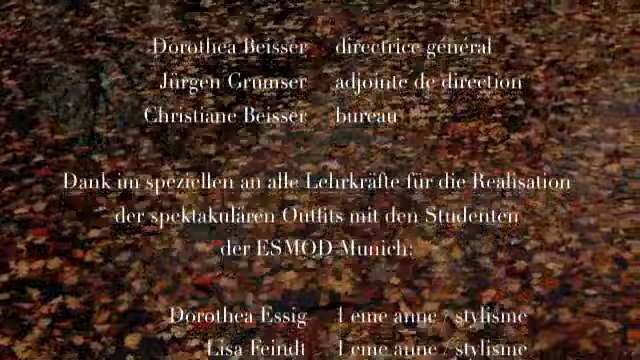 Dorothea Beisser directrice général
Jürgen Grumser adjointe de direction
Christiane Beisser bureau
Dank im speziellen an alle Lehrkräfte für die Realisation
der spektakulären Outfits mit den Studenten
der ESMOD Munich:
Dorothea Essig 1 eme anne / stylisme
Lisa Feindt 1 eme anne / stylisme